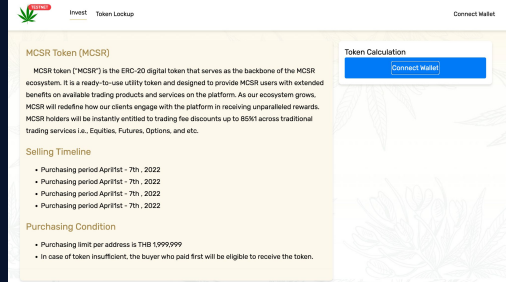 TESTNET
Invest Token Lockup
Connect Wallet
MCSR Token (MCSR)
MCSR token ("MCSR") is the ERC-20 digital token that serves as the backbone of the MCSR
ecosystem. It is a ready-to-use utility token and designed to provide MCSR users with extended
benefits on available trading products and services on the platform. As our ecosystem grows,
MCSR will redefine how our clients engage with the platform in receiving unparalleled rewards.
MCSR holders will be instantly entitled to trading fee discounts up to 85%1 across traditional
trading services i.e., Equities, Futures, Options, and etc.
Selling Timeline
• Purchasing period April1st - 7th , 2022
• Purchasing period April1st - 7th , 2022
• Purchasing period April1st - 7th , 2022
• Purchasing period April1st - 7th , 2022
Purchasing Condition
• Purchasing limit per address is THB 1,999,999
• In case of token insufficient, the buyer who paid first will be eligible to receive the token.
Token Calculation
Connect Wallet